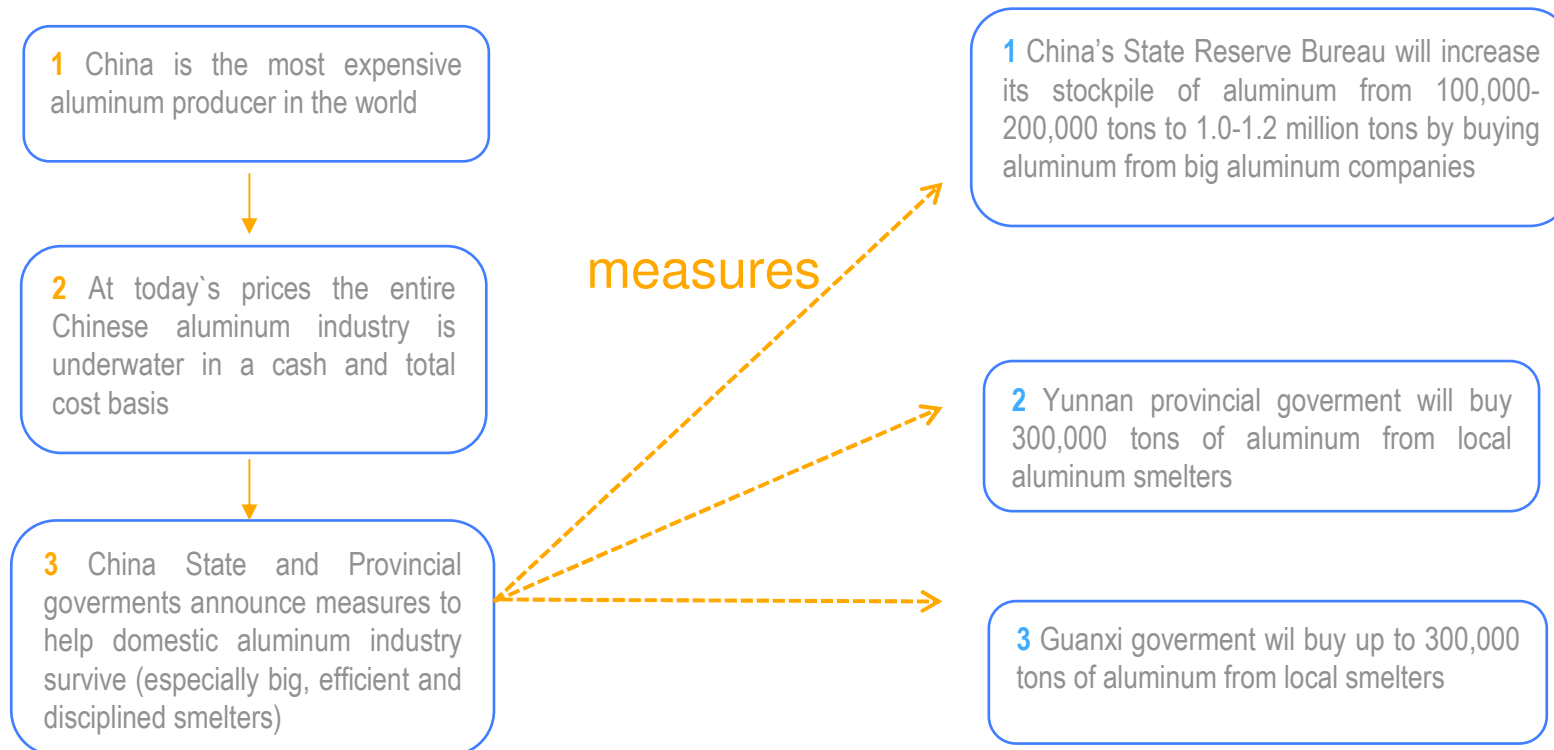 1 China is the most expensive
aluminum producer in the world
2 At today`s prices the entire
Chinese aluminum industry is
underwater in a cash and total
cost basis
3 China State and Provincial
goverments announce measures to
help domestic aluminum industry
survive (especially big, efficient and
disciplined smelters)
measures
1 China’s State Reserve Bureau will increase
its stockpile of aluminum from 100,000-
200,000 tons to 1.0-1.2 million tons by buying
aluminum from big aluminum companies
2 Yunnan provincial goverment will buy
300,000 tons of aluminum from local
aluminum smelters
3 Guanxi goverment wil buy up to 300,000
tons of aluminum from local smelters